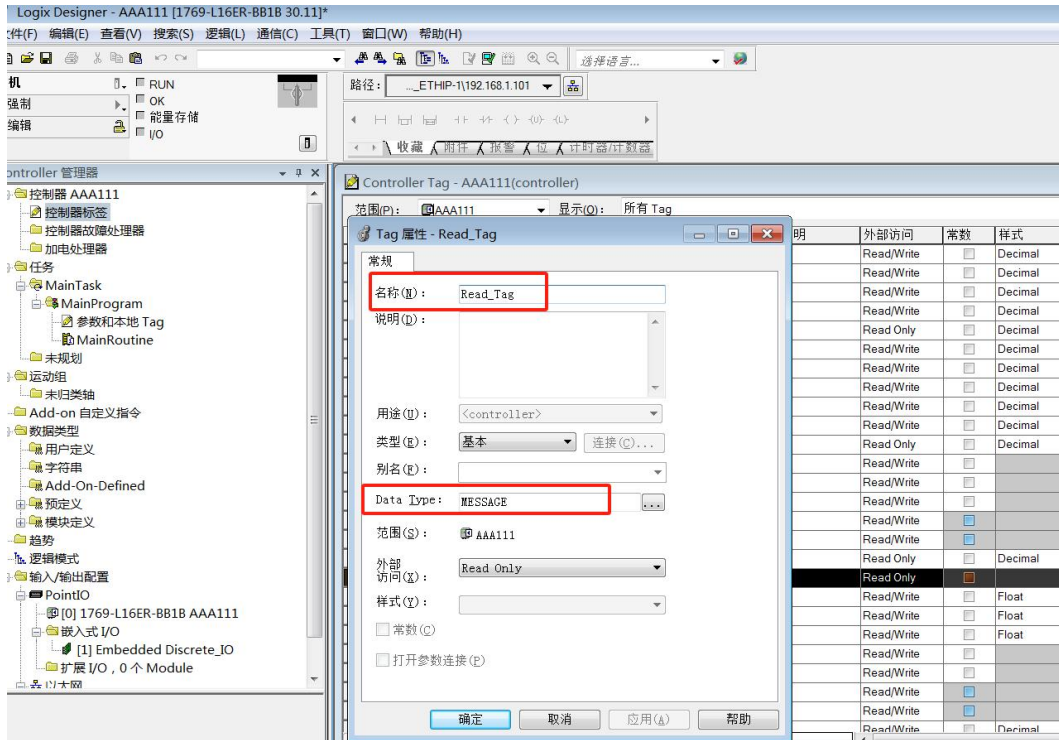 Logix Designer - AAA111 [1769-L16ER-BB1B 30.11]*
件(F) 编辑(E) 查看(V) 搜索(S) 逻辑(L) 通信(C) 工具(T) 窗口(W) 帮助(H)
选择语言...
机
RUN
路径:
..._ETHIP-1\192.168.1.101
强制
OK
编辑
能量存储
I/O
收藏
附件
报警
位
计时器/计数器
ontroller 管理器
控制器 AAA111
控制器标签
控制器故障处理器
加电处理器
任务
MainTask
MainProgram
参数和本地 Tag
MainRoutine
未规划
运动组
未归类轴
Add-on 自定义指令
数据类型
用户定义
字符串
Add-On-Defined
预定义
模块定义
趋势
逻辑模式
输入/输出配置
PointIO
[0] 1769-L16ER-BB1B AAA111
嵌入式 I/O
[1] Embedded Discrete_IO
扩展 I/O，0 个 Module
以太网
Controller Tag - AAA111(controller)
范围(P):
AAA111
显示(O):
所有 Tag
Tag 属性 - Read_Tag
常规
名称(N):
Read_Tag
说明(D):
用途(U):
<controller>
类型(E):
基本
连接(C)...
别名(F):
Data Type:
MESSAGE
...
范围(S):
AAA111
外部
访问(X):
Read Only
样式(Y):
常数(C)
打开参数连接(P)
确定
取消
应用(A)
帮助
明 外部访问 常数 样式
Read/Write Decimal
Read/Write Decimal
Read/Write Decimal
Read/Write Decimal
Read Only Decimal
Read/Write Decimal
Read/Write Decimal
Read/Write Decimal
Read/Write Decimal
Read/Write Decimal
Read Only Decimal
Read/Write
Read/Write
Read/Write
Read/Write
Read/Write
Read Only Decimal
Read Only
Read/Write Float
Read/Write Float
Read/Write Float
Read/Write
Read/Write
Read/Write
Read/Write
Read/Write Decimal